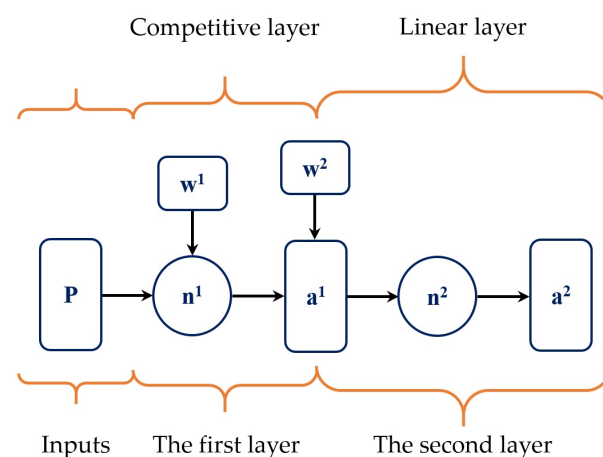 Competitive layer Linear layer
w¹ w²
P n¹ a¹ n² a²
Inputs The first layer The second layer